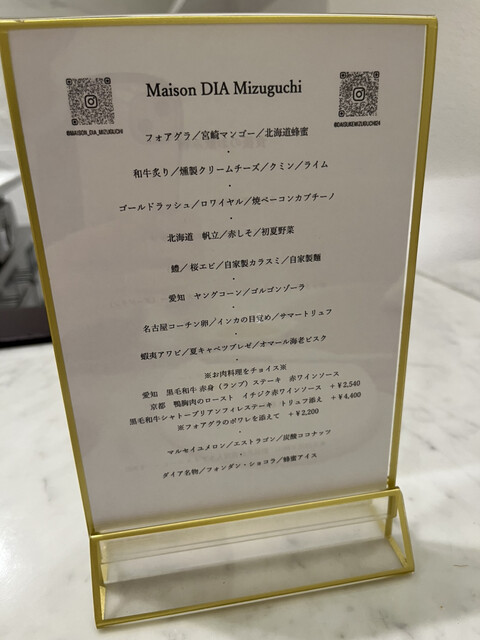 Maison DIA Mizuguchi
@MAISON_DIA_MIZUGUCHI
@DAISUKEMIZUGUCHI24
フォアグラ／宮崎マンゴー／北海道蜂蜜
・
和牛炙り／燻製クリームチーズ／クミン／ライム
・
ゴールドラッシュ／ロワイヤル／焼ベーコンカプチーノ
・
北海道　帆立／赤しそ／初夏野菜
・
鱧／桜エビ／自家製カラスミ／自家製麺
・
愛知　ヤングコーン／ゴルゴンゾーラ
・
名古屋コーチン卵／インカの目覚め／サマートリュフ
・
蝦夷アワビ／夏キャベツブレゼ／オマール海老ビスク
・
※お肉料理をチョイス※
愛知　黒毛和牛 赤身（ランプ）ステーキ　赤ワインソース
京都　鴨胸肉のロースト　イチジク赤ワインソース　＋￥2,540
黒毛和牛シャトーブリアンフィレステーキ　トリュフ添え　＋￥4,400
※フォアグラのポワレを添えて　＋￥2,200
・
マルセイユメロン／エストラゴン／炭酸ココナッツ
・
ダイア名物／フォンダン・ショコラ／蜂蜜アイス